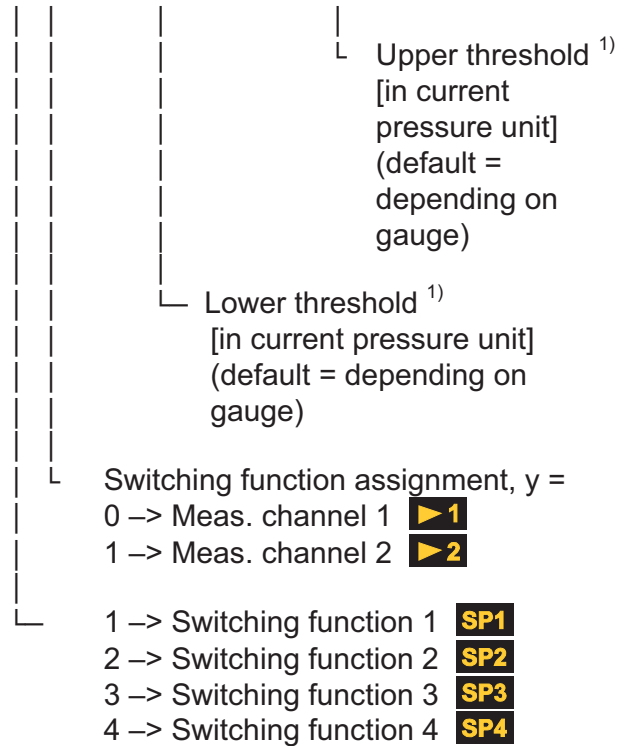 Upper threshold 1)
[in current
pressure unit]
(default =
depending on
gauge)
Lower threshold 1)
[in current pressure unit]
(default = depending on
gauge)
Switching function assignment, y =
0 –> Meas. channel 1 ►1
1 –> Meas. channel 2 ►2
1 –> Switching function 1 SP1
2 –> Switching function 2 SP2
3 –> Switching function 3 SP3
4 –> Switching function 4 SP4